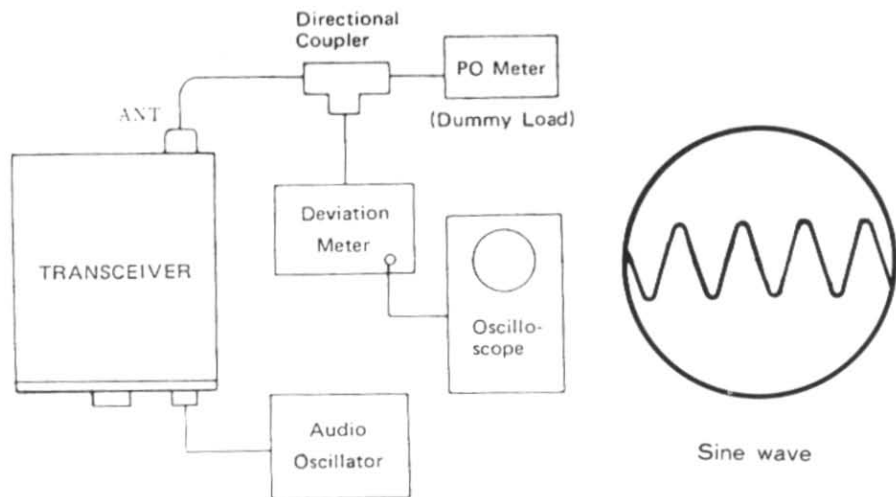 Directional
Coupler
PO Meter
(Dummy Load)
ANT
Deviation
Meter
TRANSCEIVER
Oscillo-
scope
Audio
Oscillator
Sine wave